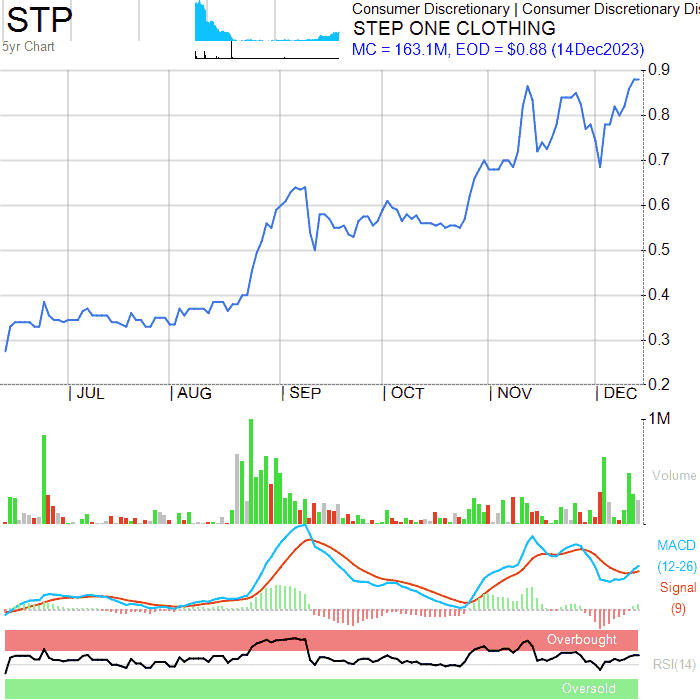 STP
5yr Chart
Consumer Discretionary | Consumer Discretionary Dis
STEP ONE CLOTHING
MC = 163.1M, EOD = $0.88 (14Dec2023)
0.9
0.8
0.7
0.6
0.5
0.4
0.3
0.2
| JUL | AUG | SEP | OCT | NOV | DEC
1M
Volume
MACD
(12-26)
Signal
(9)
Overbought
RSI(14)
Oversold